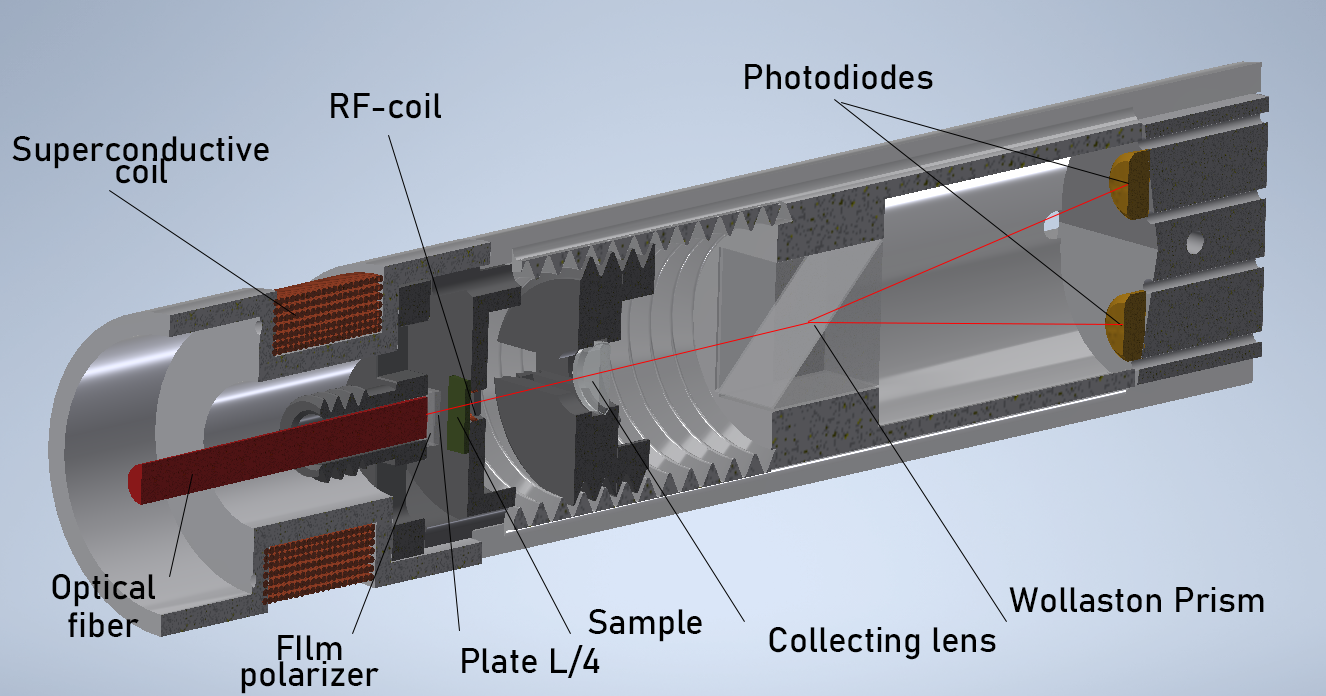 Photodiodes
RF-coil
Superconductive
coil
Optical
fiber
FIlm
polarizer
Plate L/4
Sample
Collecting lens
Wollaston Prism